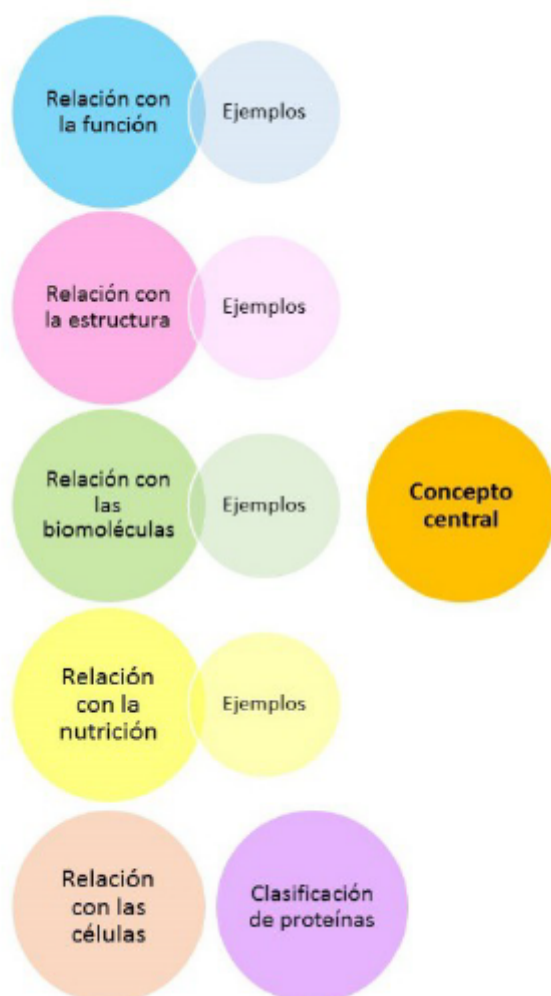 Relación con
la función
Ejemplos
Relación con
la estructura
Ejemplos
Relación con
las
biomoléculas
Ejemplos
Concepto
central
Relación
con la
nutrición
Ejemplos
Relación
con las
células
Clasificación
de proteínas